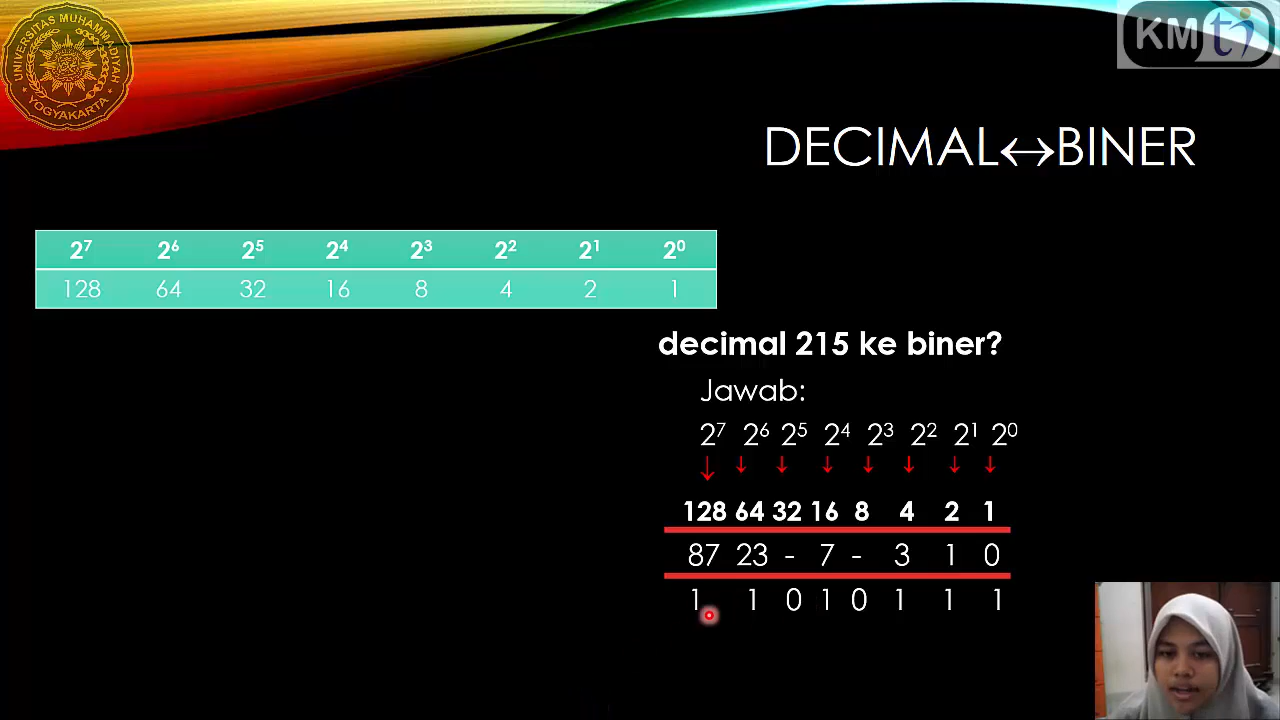 UNIVERSITAS MUHAMMADIYAH
YOGYAKARTA
KMti
DECIMAL↔BINER
2⁷ 2⁶ 2⁵ 2⁴ 2³ 2² 2¹ 2⁰
128 64 32 16 8 4 2 1
decimal 215 ke biner?
Jawab:
2⁷ 2⁶ 2⁵ 2⁴ 2³ 2² 2¹ 2⁰
↓ ↓ ↓ ↓ ↓ ↓ ↓ ↓
128 64 32 16 8 4 2 1
87 23 - 7 - 3 1 0
1 1 0 1 0 1 1 1